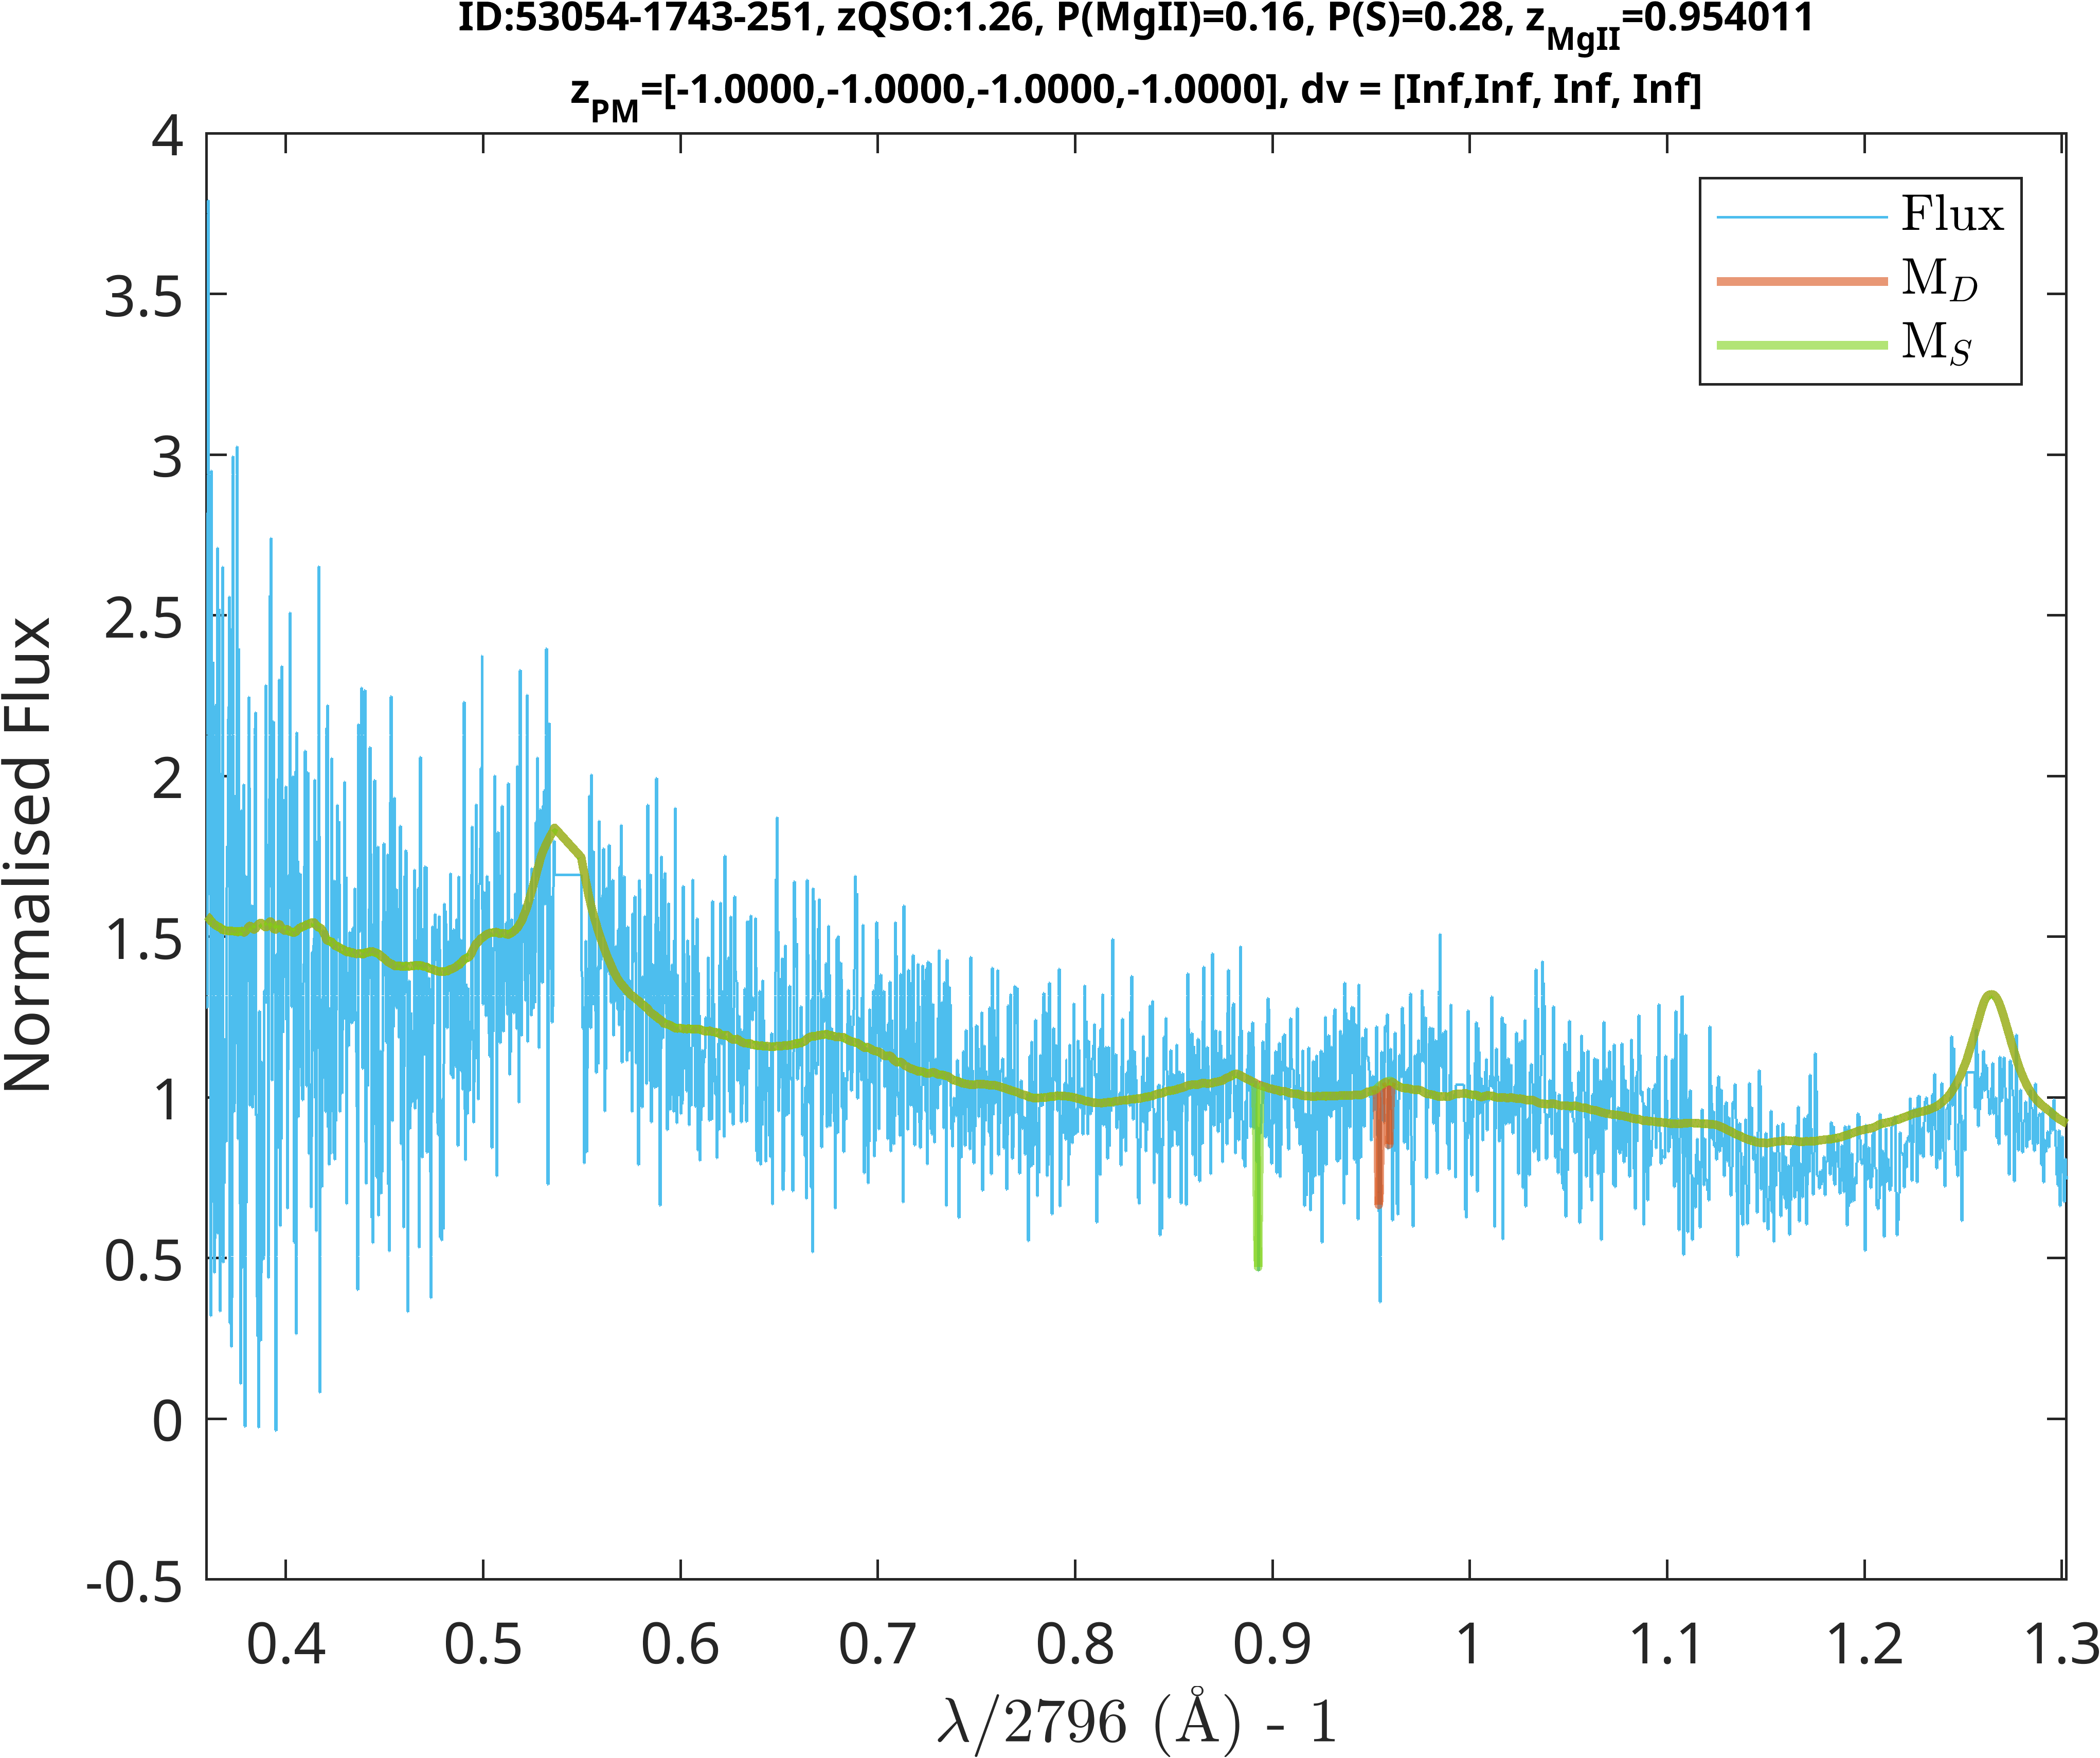 ID:53054-1743-251, zQSO:1.26, P(MgII)=0.16, P(S)=0.28, zMgII=0.954011
zPM=[-1.0000,-1.0000,-1.0000,-1.0000], dv = [Inf,Inf, Inf, Inf]
4
3.5
3
2.5
2
1.5
1
0.5
0
-0.5
Normalised Flux
Flux
MD
MS
0.4 0.5 0.6 0.7 0.8 0.9 1 1.1 1.2 1.3
λ/2796 (Å) - 1